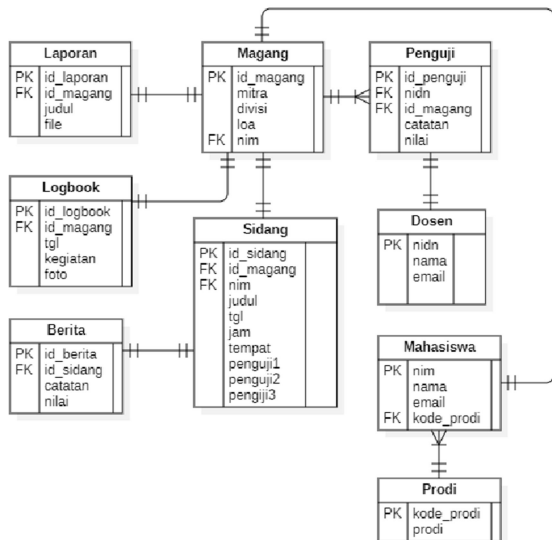 Laporan
PK id_laporan
FK id_magang
judul
file
Magang
PK id_magang
mitra
divisi
loa
FK nim
Penguji
PK id_penguji
FK nidn
FK id_magang
catatan
nilai
Logbook
PK id_logbook
FK id_magang
tgl
kegiatan
foto
Sidang
PK id_sidang
FK id_magang
FK nim
judul
tgl
jam
tempat
penguji1
penguji2
pengiji3
Dosen
PK nidn
nama
email
Berita
PK id_berita
FK id_sidang
catatan
nilai
Mahasiswa
PK nim
nama
email
FK kode_prodi
Prodi
PK kode_prodi
prodi